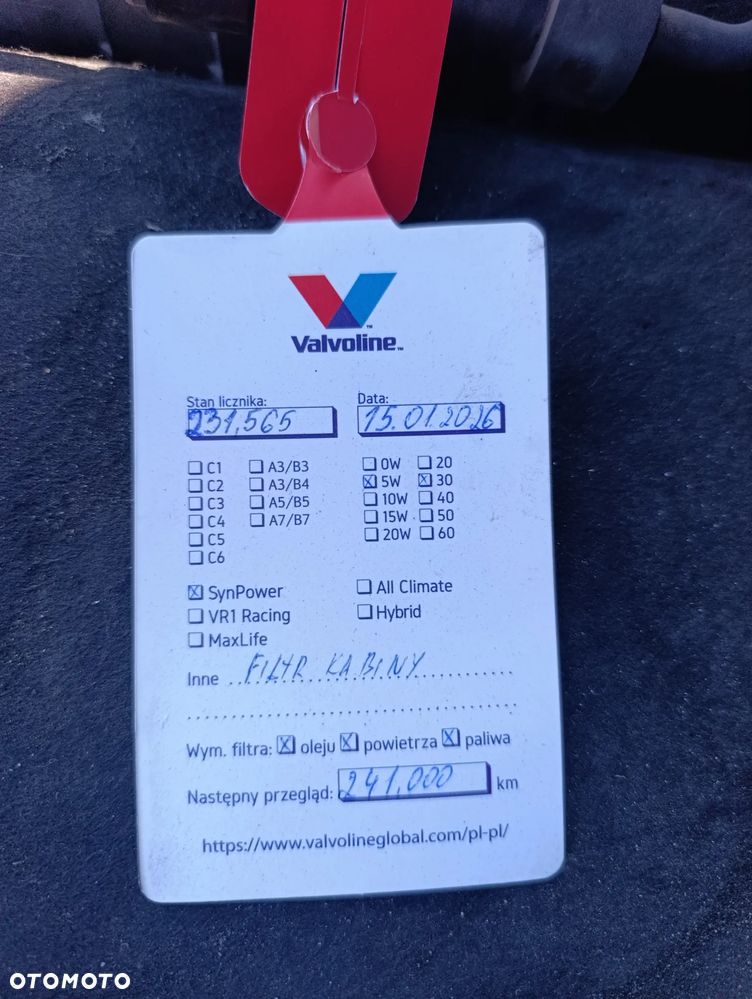 Valvoline™
Stan licznika: Data:
231,565 15.01.2026
C1 A3/B3 0W 20
C2 A3/B4 5W 30
C3 A5/B5 10W 40
C4 A7/B7 15W 50
C5 20W 60
C6
SynPower All Climate
VR1 Racing Hybrid
MaxLife
Inne FILTR KABINY
Wym. filtra: oleju powietrza paliwa
Następny przegląd: 241,000 km
https://www.valvolineglobal.com/pl-pl/
OTOMOTO